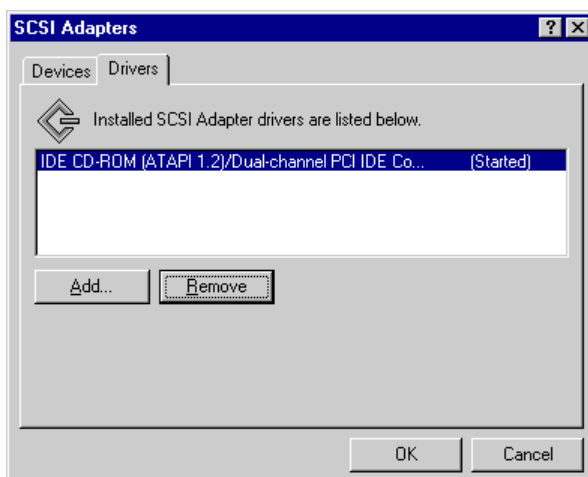 SCSI Adapters
Devices Drivers
Installed SCSI Adapter drivers are listed below.
IDE CD-ROM (ATAPI 1.2)/Dual-channel PCI IDE Co... (Started)
Add... Remove
OK Cancel